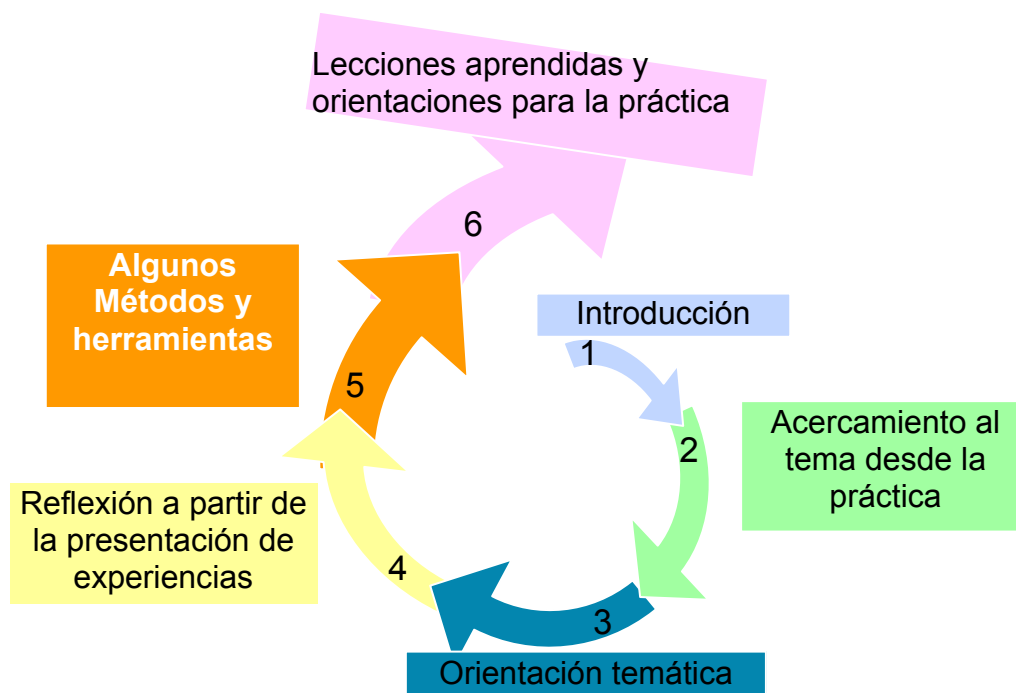 Lecciones aprendidas y
orientaciones para la práctica
6
Algunos
Métodos y
herramientas
5
Introducción
1
Acercamiento al
tema desde la
práctica
2
Reflexión a partir de
la presentación de
experiencias
4
3
Orientación temática